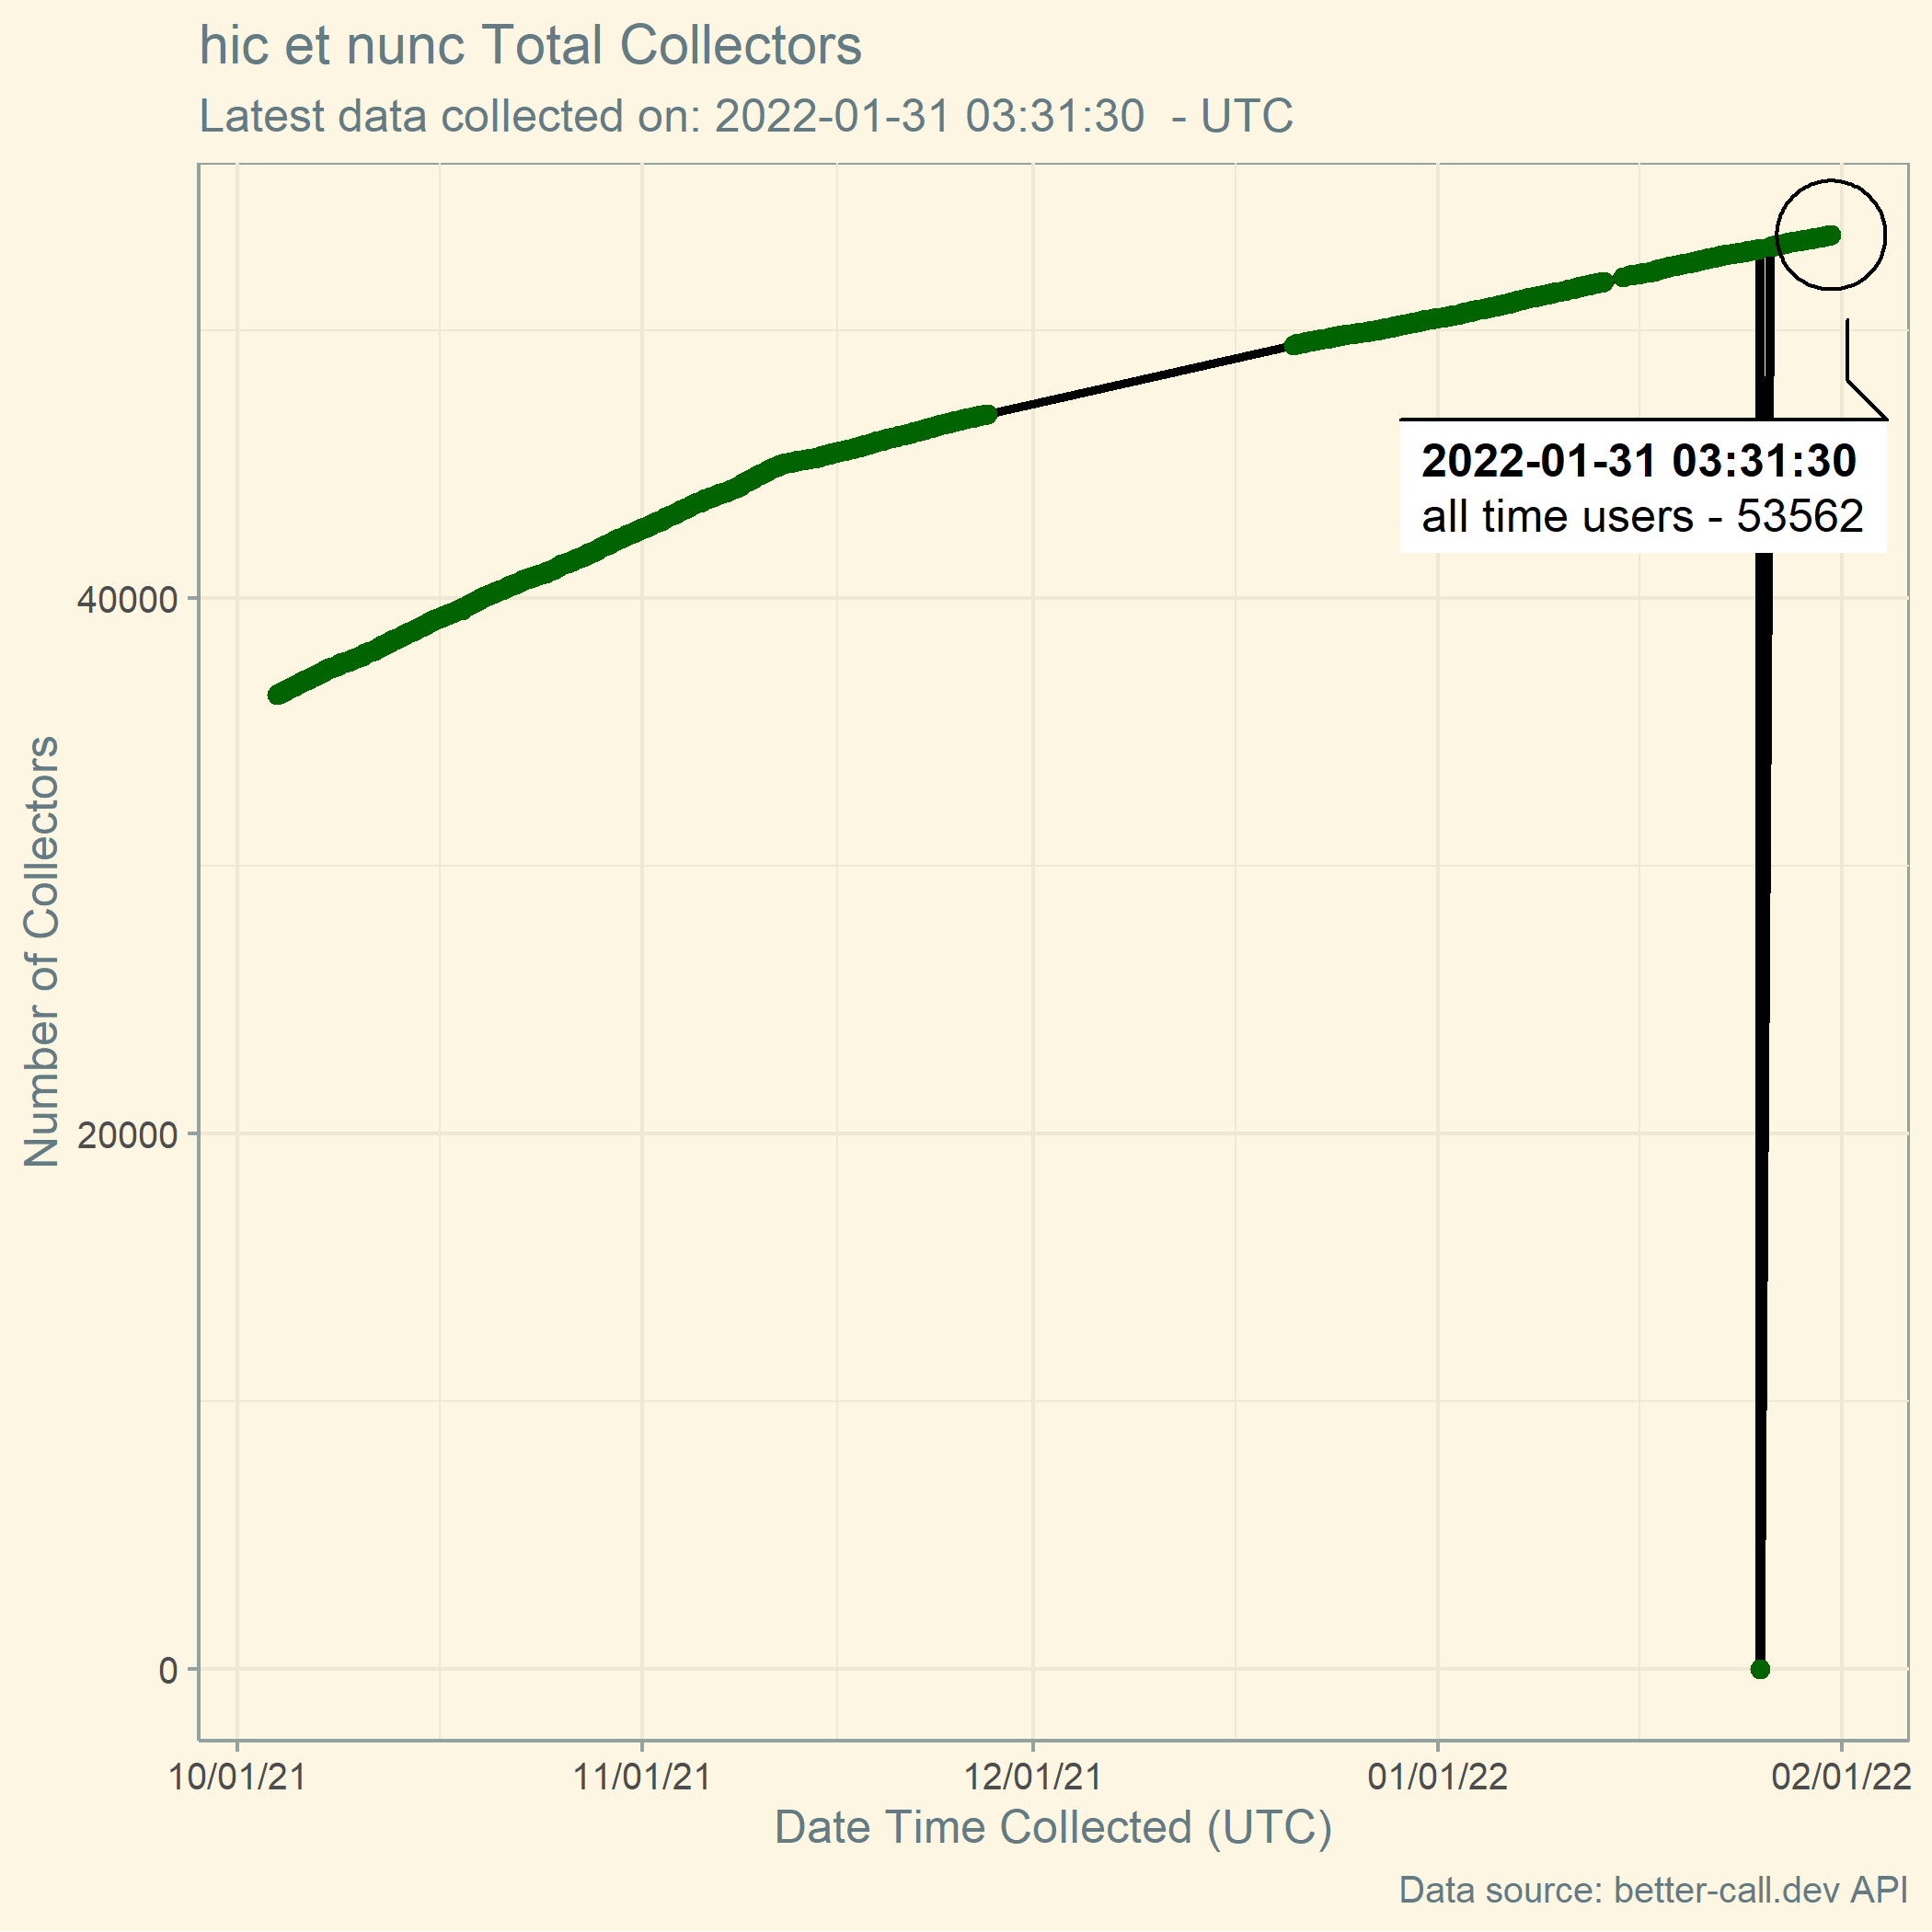 hic et nunc Total Collectors
Latest data collected on: 2022-01-31 03:31:30  - UTC
2022-01-31 03:31:30
all time users - 53562
Number of Collectors
40000
20000
0
10/01/21 11/01/21 12/01/21 01/01/22 02/01/22
Date Time Collected (UTC)
Data source: better-call.dev API